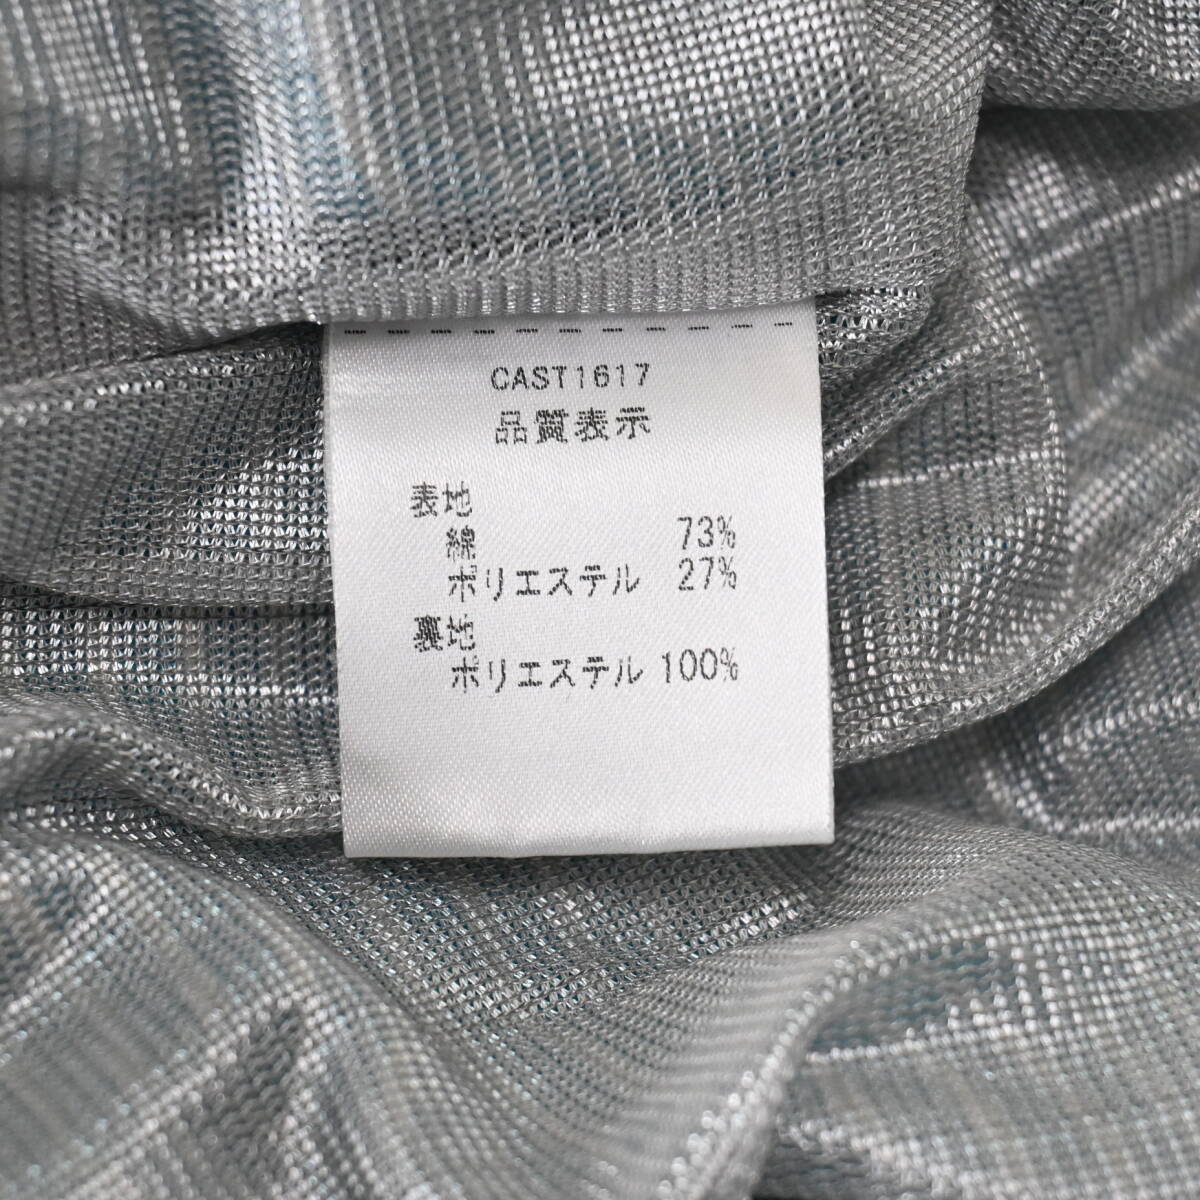 CAST1617
品質表示
表地
綿 73%
ポリエステル 27%
裏地
ポリエステル 100%